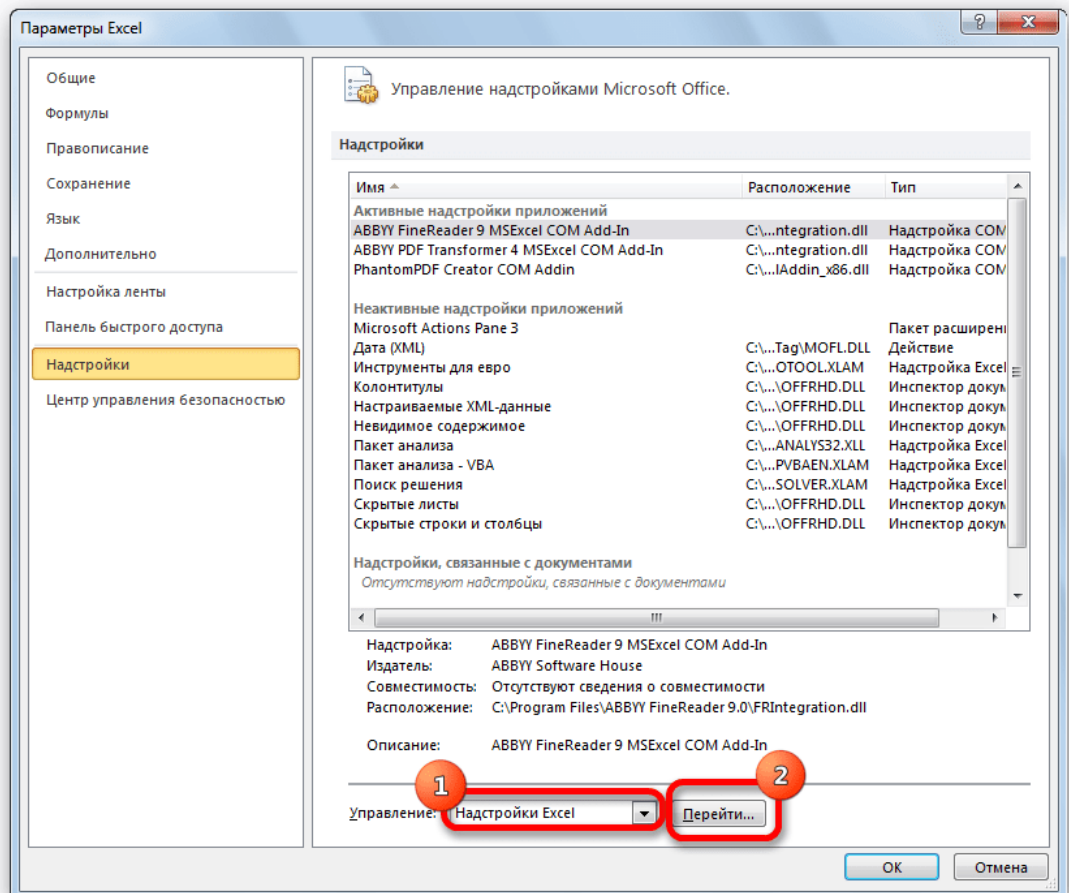 Параметры Excel
Общие
Формулы
Правописание
Сохранение
Язык
Дополнительно
Настройка ленты
Панель быстрого доступа
Надстройки
Центр управления безопасностью
Управление надстройками Microsoft Office.
Надстройки
Имя Расположение Тип
Активные надстройки приложений
ABBYY FineReader 9 MSExcel COM Add-In C:\...ntegration.dll Надстройка COM
ABBYY PDF Transformer 4 MSExcel COM Add-In C:\...ntegration.dll Надстройка COM
PhantomPDF Creator COM Addin C:\...lAddin_x86.dll Надстройка COM
Неактивные надстройки приложений
Microsoft Actions Pane 3 Пакет расширен
Дата (XML) C:\...Tag\MOFL.DLL Действие
Инструменты для евро C:\...OTOOL.XLAM Надстройка Excel
Колонтитулы C:\...\OFFRHD.DLL Инспектор докум
Настраиваемые XML-данные C:\...\OFFRHD.DLL Инспектор докум
Невидимое содержимое C:\...\OFFRHD.DLL Инспектор докум
Пакет анализа C:\...ANALYS32.XLL Надстройка Excel
Пакет анализа - VBA C:\...PVBAEN.XLAM Надстройка Excel
Поиск решения C:\...SOLVER.XLAM Надстройка Excel
Скрытые листы C:\...\OFFRHD.DLL Инспектор докум
Скрытые строки и столбцы C:\...\OFFRHD.DLL Инспектор докум
Надстройки, связанные с документами
Отсутствуют надстройки, связанные с документами
Надстройка: ABBYY FineReader 9 MSExcel COM Add-In
Издатель: ABBYY Software House
Совместимость: Отсутствуют сведения о совместимости
Расположение: C:\Program Files\ABBYY FineReader 9.0\FRIntegration.dll
Описание: ABBYY FineReader 9 MSExcel COM Add-In
1 2
Управление: Надстройки Excel Перейти...
ОК Отмена